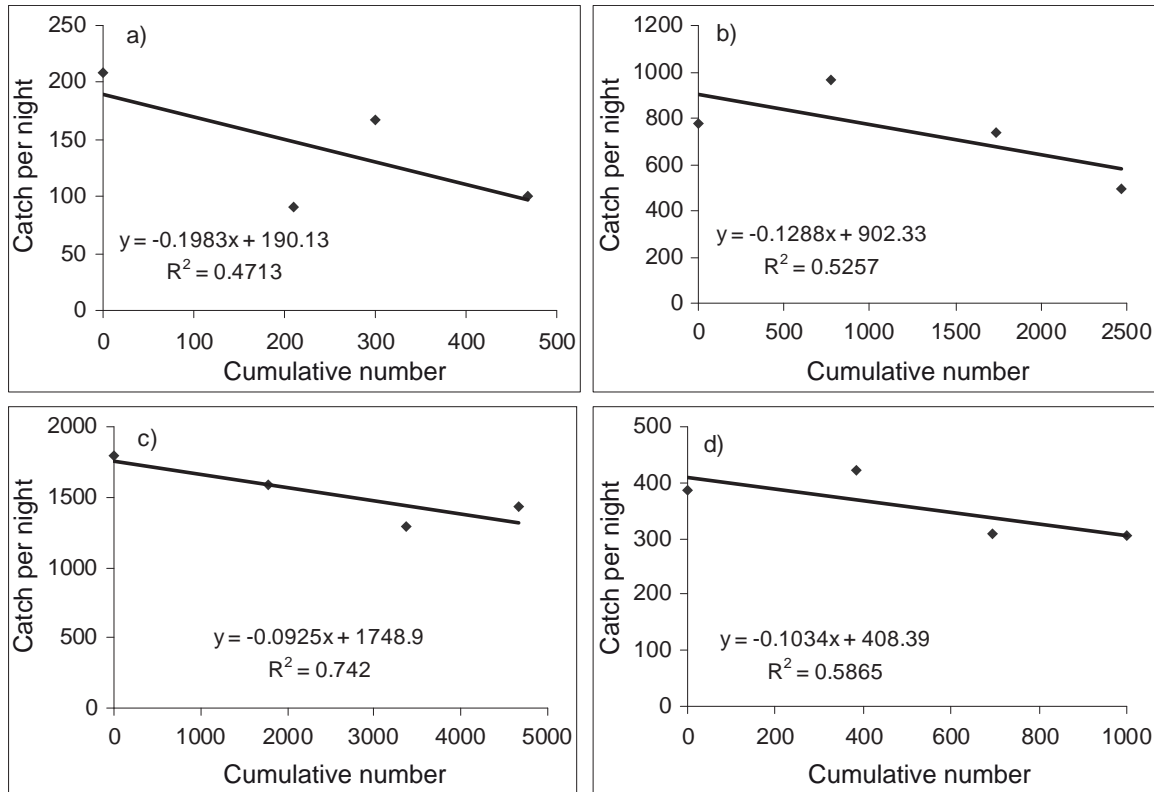 a)
Catch per night
250
200
150
100
50
0
y = -0.1983x + 190.13
R² = 0.4713
0 100 200 300 400 500
Cumulative number
b)
Catch per night
1200
1000
800
600
400
200
0
y = -0.1288x + 902.33
R² = 0.5257
0 500 1000 1500 2000 2500
Cumulative number
c)
Catch per night
2000
1500
1000
500
0
y = -0.0925x + 1748.9
R² = 0.742
0 1000 2000 3000 4000 5000
Cumulative number
d)
Catch per night
500
400
300
200
100
0
y = -0.1034x + 408.39
R² = 0.5865
0 200 400 600 800 1000
Cumulative number